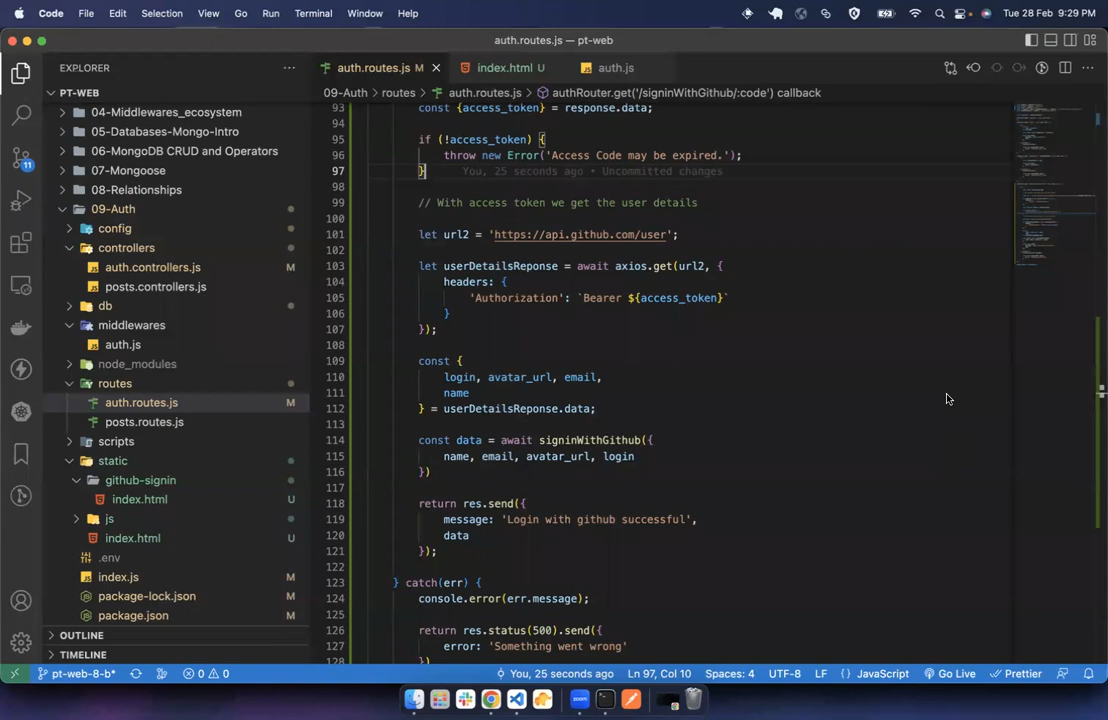 Code File Edit Selection View Go Run Terminal Window Help Tue 28 Feb 9:29 PM
auth.routes.js — pt-web
EXPLORER
auth.routes.js M
index.html U
auth.js
PT-WEB
09-Auth > routes > auth.routes.js > authRouter.get('/signinWithGithub/:code') callback
04-Middlewares_ecosystem
05-Databases-Mongo-Intro
06-MongoDB CRUD and Operators
07-Mongoose
08-Relationships
09-Auth
config
controllers
auth.controllers.js M
posts.controllers.js
db
middlewares
auth.js
node_modules
routes
auth.routes.js M
posts.routes.js
scripts
static
github-signin
index.html U
js
index.html U
.env
index.js M
package-lock.json M
package.json M
OUTLINE
TIMELINE
11
93 const {access_token} = response.data;
94
95 if (!access_token) {
96 throw new Error('Access Code may be expired.');
97 } You, 25 seconds ago • Uncommitted changes
98
99 // With access token we get the user details
100
101 let url2 = 'https://api.github.com/user';
102
103 let userDetailsReponse = await axios.get(url2, {
104 headers: {
105 'Authorization': `Bearer ${access_token}`
106 }
107 });
108
109 const {
110 login, avatar_url, email,
111 name
112 } = userDetailsReponse.data;
113
114 const data = await signinWithGithub({
115 name, email, avatar_url, login
116 })
117
118 return res.send({
119 message: 'Login with github successful',
120 data
121 });
122
123 } catch(err) {
124 console.error(err.message);
125
126 return res.status(500).send({
127 error: 'Something went wrong'
128 })
pt-web-8-b* 0 0 You, 25 seconds ago Ln 97, Col 10 Spaces: 4 UTF-8 LF JavaScript Go Live Prettier